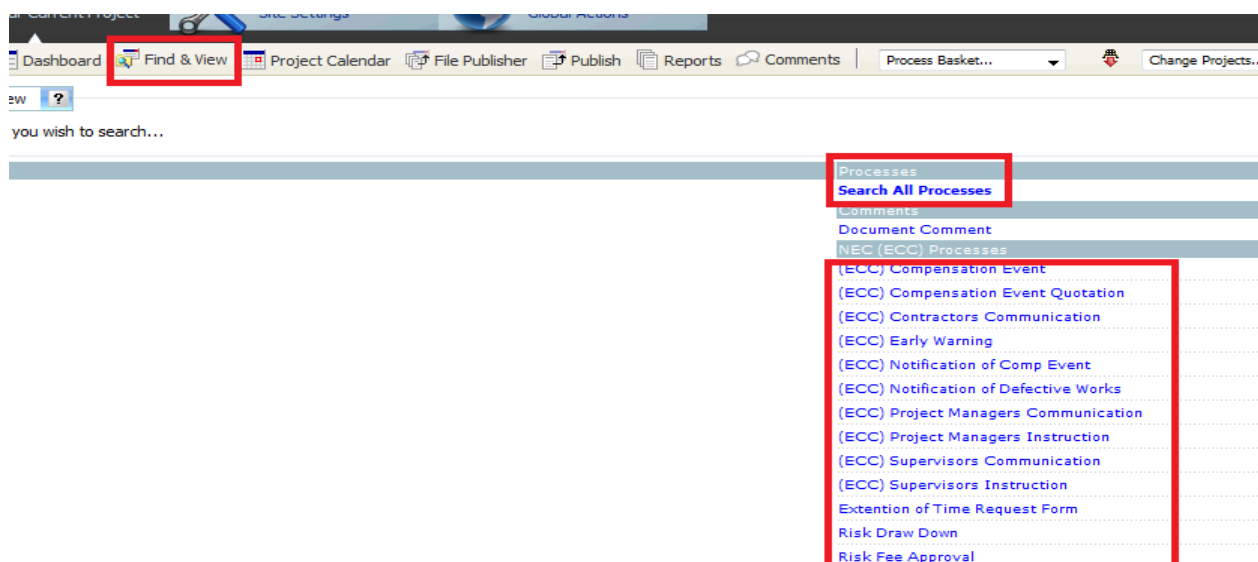 ur Current Project Site Settings Global Actions
Dashboard Find & View Project Calendar File Publisher Publish Reports Comments Process Basket... Change Projects..
ew ?
you wish to search...
Processes
Search All Processes
Comments
Document Comment
NEC (ECC) Processes
(ECC) Compensation Event
(ECC) Compensation Event Quotation
(ECC) Contractors Communication
(ECC) Early Warning
(ECC) Notification of Comp Event
(ECC) Notification of Defective Works
(ECC) Project Managers Communication
(ECC) Project Managers Instruction
(ECC) Supervisors Communication
(ECC) Supervisors Instruction
Extention of Time Request Form
Risk Draw Down
Risk Fee Approval